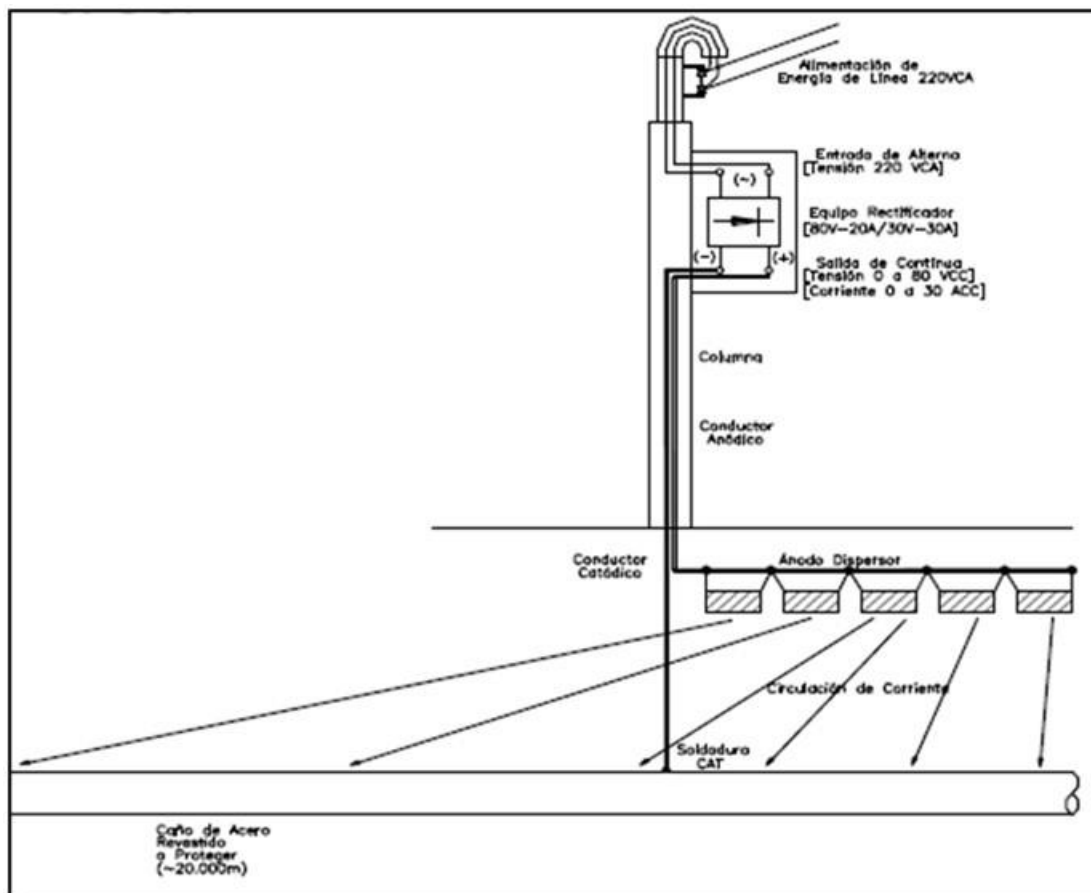 Alimentación de
Energía de Línea 220VCA
Entrada de Alterna
[Tensión 220 VCA]
(~)
Equipo Rectificador
[80V-20A/30V-30A]
(-)
(+)
Salida de Contínua
[Tensión 0 a 80 VCC]
[Corriente 0 a 30 ACC]
Columna
Conductor
Anódico
Conductor
Catódico
Ánodo Dispersor
Circulación de Corriente
Soldadura
CAT
Caño de Acero
Revestido
a Proteger
(~20.000m)